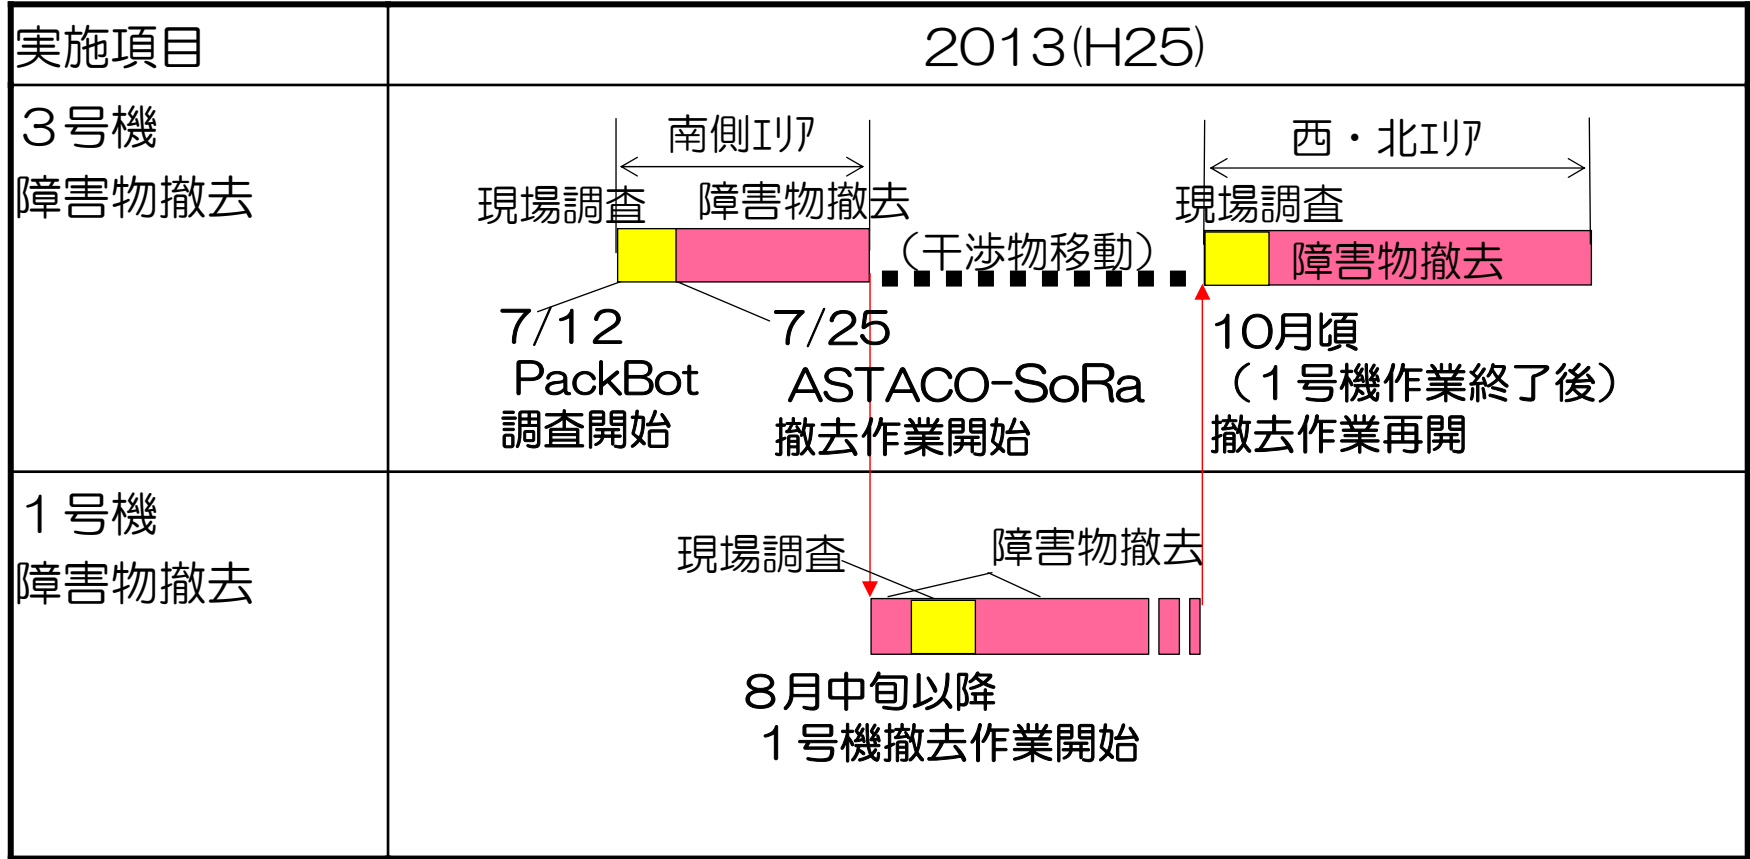 実施項目
2013(H25)
３号機
障害物撤去
南側ｴﾘｱ
西・北ｴﾘｱ
現場調査
障害物撤去
現場調査
（干渉物移動）
障害物撤去
7/12
PackBot
調査開始
7/25
ASTACO-SoRa
撤去作業開始
10月頃
（１号機作業終了後）
撤去作業再開
１号機
障害物撤去
現場調査
障害物撤去
８月中旬以降
１号機撤去作業開始